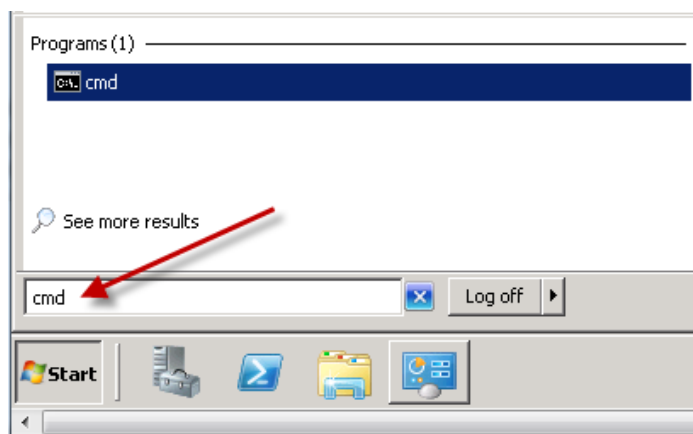 Programs (1)
C:\. cmd
See more results
cmd
Log off
Start